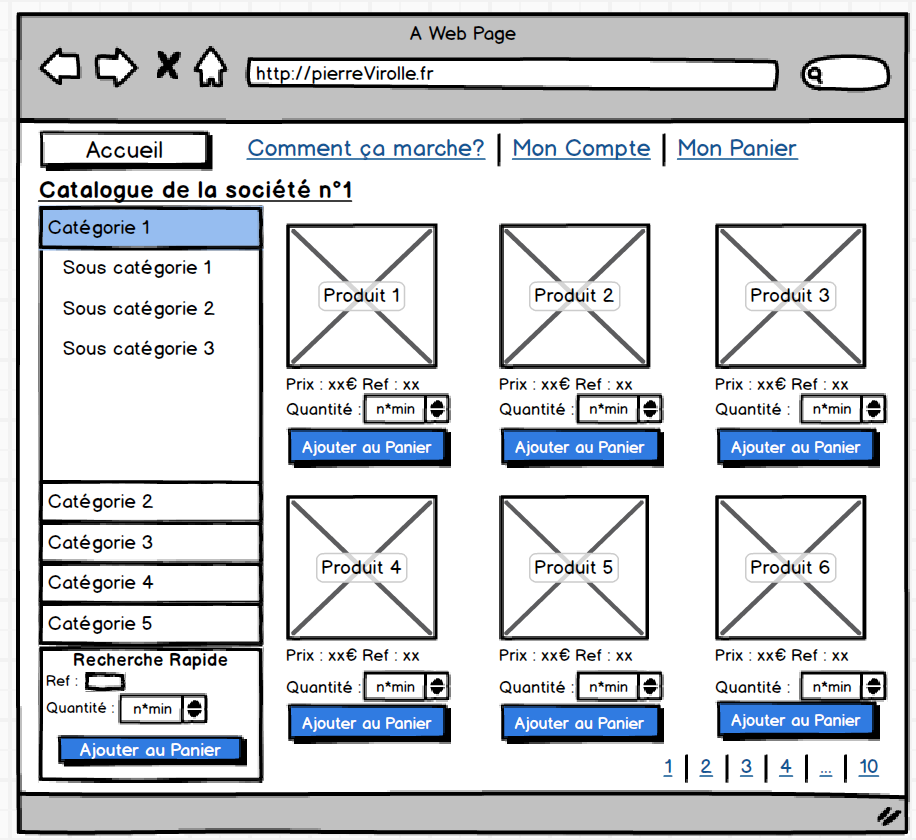 A Web Page
http://pierreVirolle.fr
Accueil
Comment ça marche? | Mon Compte | Mon Panier
Catalogue de la société n°1
Catégorie 1
Sous catégorie 1
Sous catégorie 2
Sous catégorie 3
Catégorie 2
Catégorie 3
Catégorie 4
Catégorie 5
Recherche Rapide
Ref :
Quantité : n*min
Ajouter au Panier
Produit 1
Prix : xx€ Ref : xx
Quantité : n*min
Ajouter au Panier
Produit 2
Prix : xx€ Ref : xx
Quantité : n*min
Ajouter au Panier
Produit 3
Prix : xx€ Ref : xx
Quantité : n*min
Ajouter au Panier
Produit 4
Prix : xx€ Ref : xx
Quantité : n*min
Ajouter au Panier
Produit 5
Prix : xx€ Ref : xx
Quantité : n*min
Ajouter au Panier
Produit 6
Prix : xx€ Ref : xx
Quantité : n*min
Ajouter au Panier
1 | 2 | 3 | 4 | ... | 10